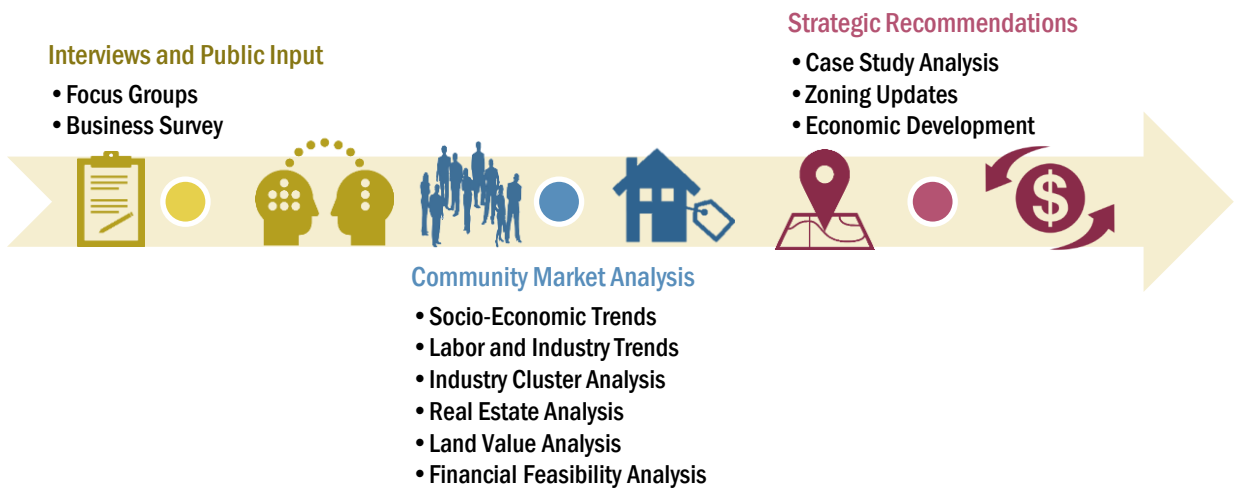 Interviews and Public Input
• Focus Groups
• Business Survey
Community Market Analysis
• Socio-Economic Trends
• Labor and Industry Trends
• Industry Cluster Analysis
• Real Estate Analysis
• Land Value Analysis
• Financial Feasibility Analysis
Strategic Recommendations
• Case Study Analysis
• Zoning Updates
• Economic Development
$